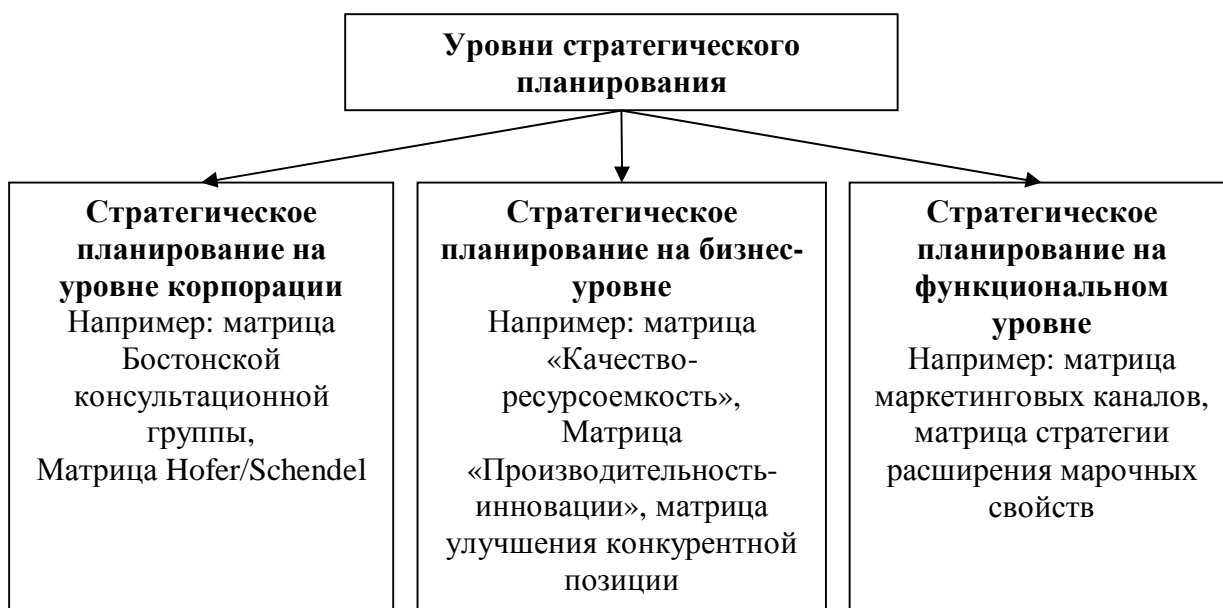 Уровни стратегического
планирования
Стратегическое
планирование на
уровне корпорации
Например: матрица
Бостонской
консультационной
группы,
Матрица Hofer/Schendel
Стратегическое
планирование на бизнес-
уровне
Например: матрица
«Качество-
ресурсоемкость»,
Матрица
«Производительность-
инновации», матрица
улучшения конкурентной
позиции
Стратегическое
планирование на
функциональном
уровне
Например: матрица
маркетинговых каналов,
матрица стратегии
расширения марочных
свойств